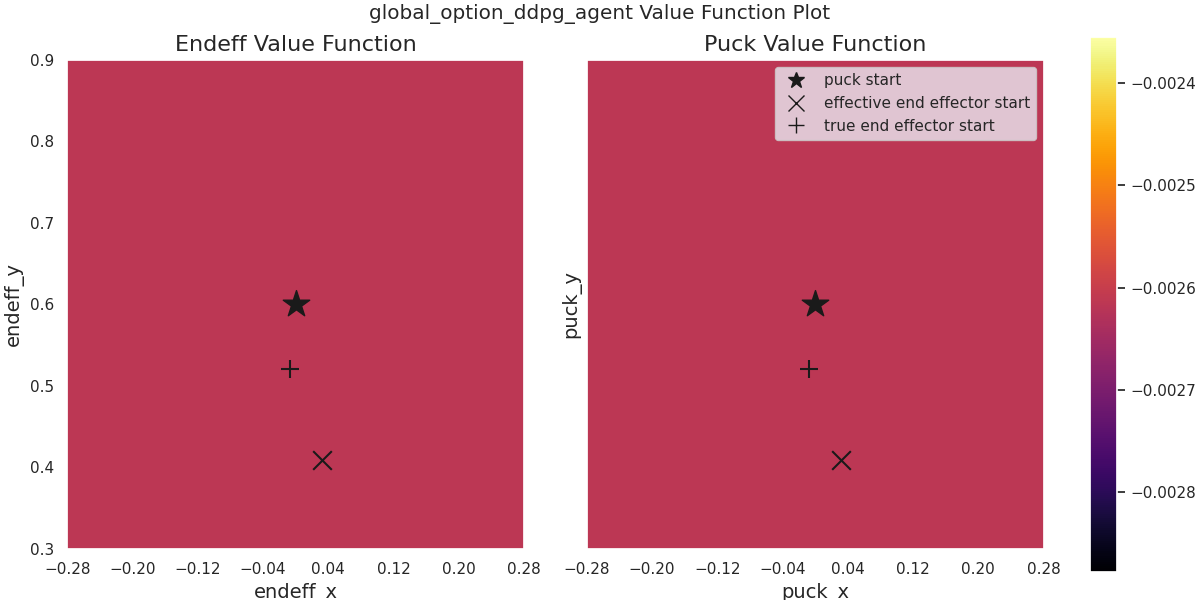 global_option_ddpg_agent Value Function Plot
Endeff Value Function
Puck Value Function
0.9
0.8
0.7
0.6
0.5
0.4
0.3
endeff_y
−0.28 −0.20 −0.12 −0.04 0.04 0.12 0.20 0.28
endeff_x
puck start
effective end effector start
true end effector start
puck_y
−0.28 −0.20 −0.12 −0.04 0.04 0.12 0.20 0.28
puck_x
−0.0024
−0.0025
−0.0026
−0.0027
−0.0028